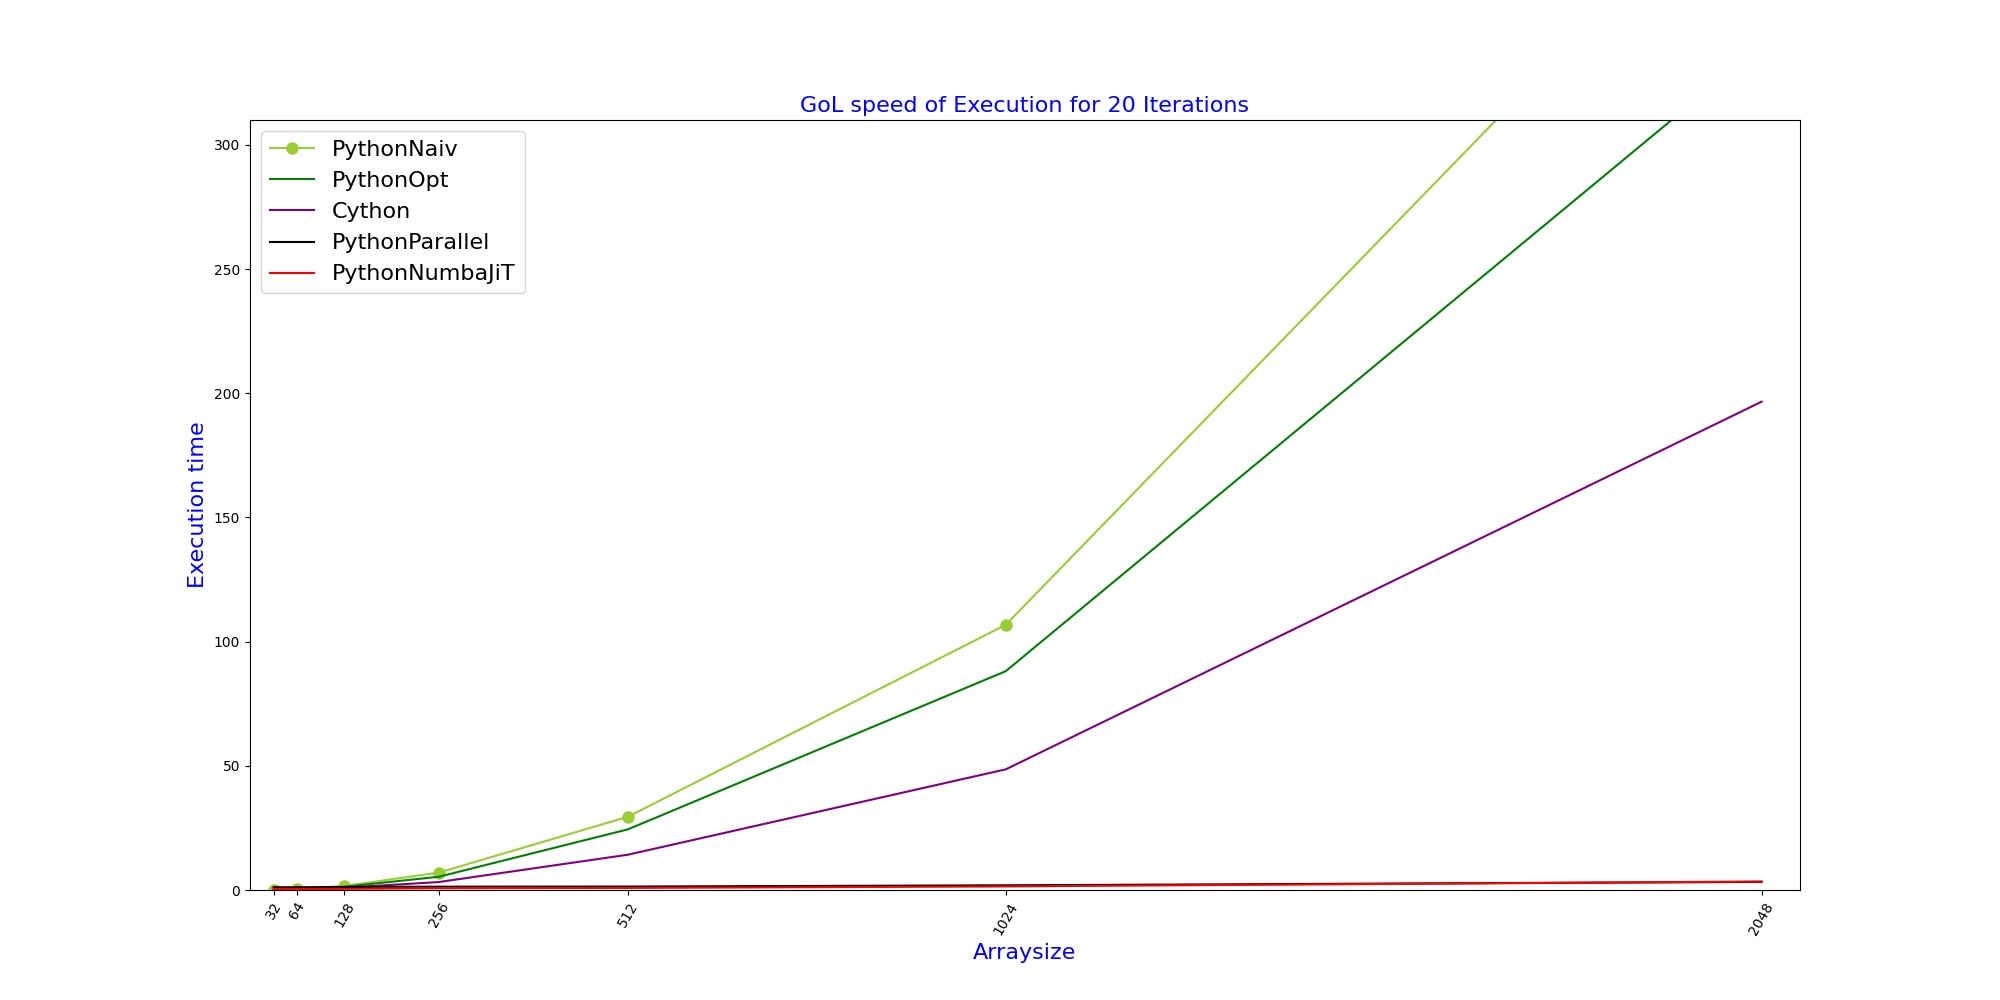 GoL speed of Execution for 20 Iterations
PythonNaiv
PythonOpt
Cython
PythonParallel
PythonNumbaJiT
300
250
200
150
100
50
0
Execution time
32
64
128
256
512
1024
2048
Arraysize